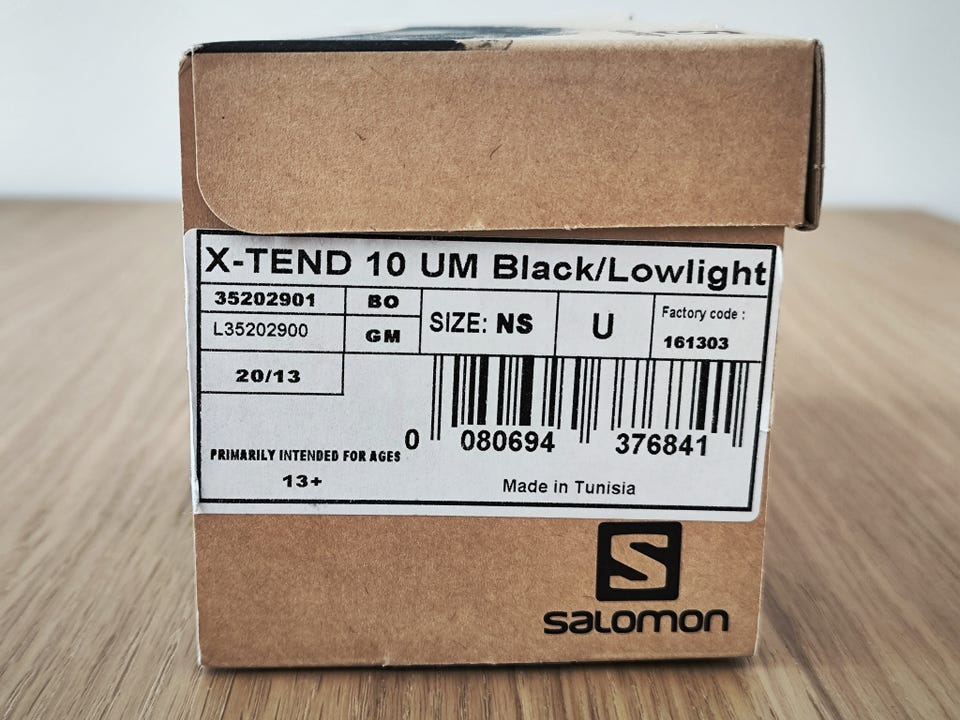 X-TEND 10 UM Black/Lowlight
35202901 BO
L35202900 GM
SIZE: NS U
Factory code :
161303
20/13
0 080694 376841
PRIMARILY INTENDED FOR AGES
13+
Made in Tunisia
S
salomon